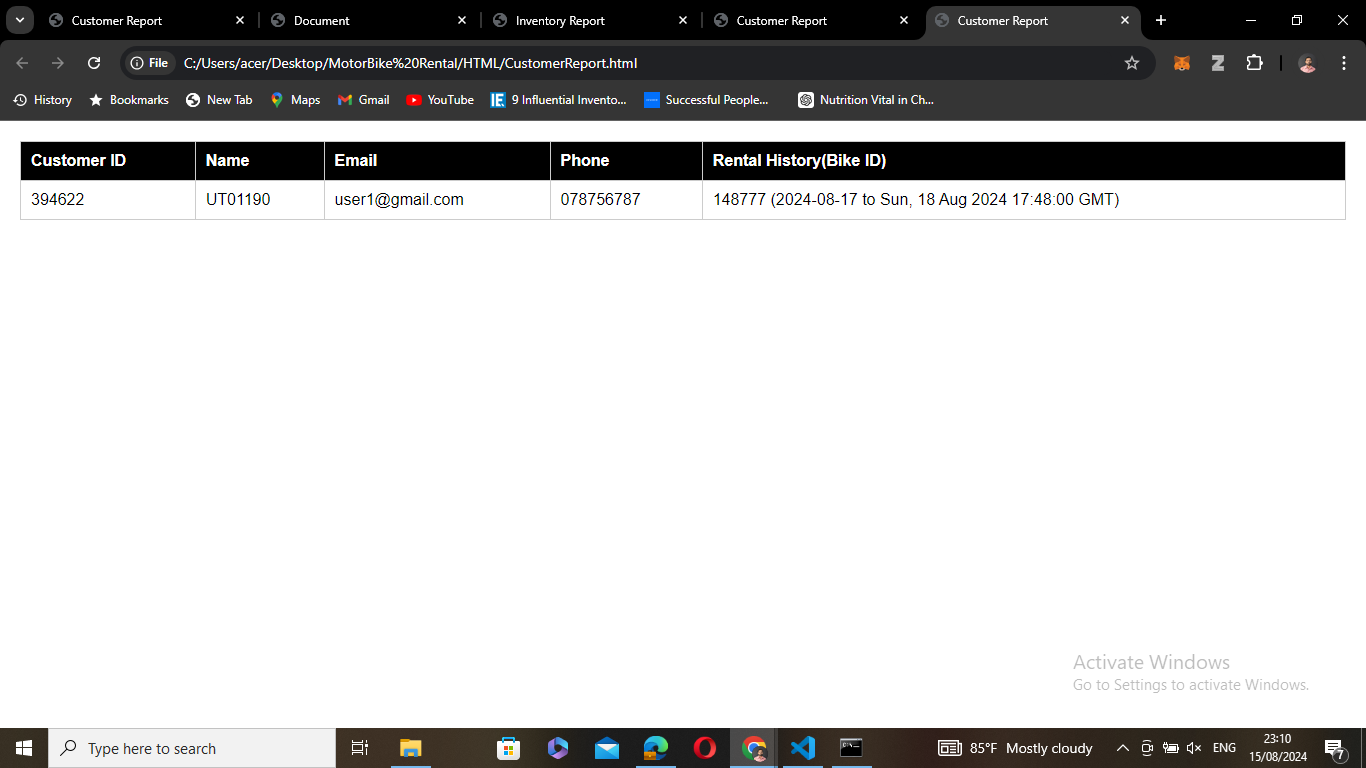 Customer Report
Document
Inventory Report
Customer Report
Customer Report
File C:/Users/acer/Desktop/MotorBike%20Rental/HTML/CustomerReport.html
History Bookmarks New Tab Maps Gmail YouTube IE 9 Influential Invento... Successful People... Nutrition Vital in Ch...
Customer ID Name Email Phone Rental History(Bike ID)
394622 UT01190 user1@gmail.com 078756787 148777 (2024-08-17 to Sun, 18 Aug 2024 17:48:00 GMT)
Activate Windows
Go to Settings to activate Windows.
Type here to search
85°F Mostly cloudy
ENG
23:10
15/08/2024
7